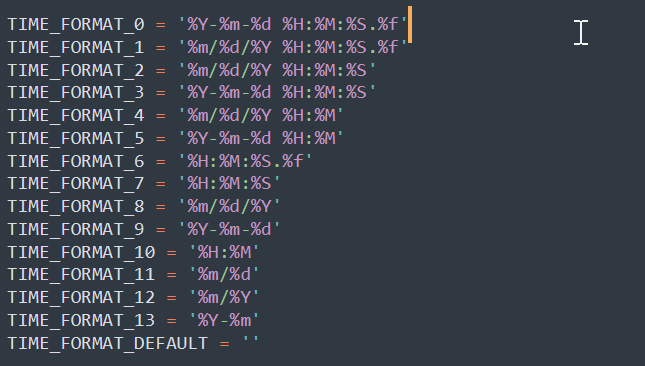 TIME_FORMAT_0 = '%Y-%m-%d %H:%M:%S.%f'
TIME_FORMAT_1 = '%m/%d/%Y %H:%M:%S.%f'
TIME_FORMAT_2 = '%m/%d/%Y %H:%M:%S'
TIME_FORMAT_3 = '%Y-%m-%d %H:%M:%S'
TIME_FORMAT_4 = '%m/%d/%Y %H:%M'
TIME_FORMAT_5 = '%Y-%m-%d %H:%M'
TIME_FORMAT_6 = '%H:%M:%S.%f'
TIME_FORMAT_7 = '%H:%M:%S'
TIME_FORMAT_8 = '%m/%d/%Y'
TIME_FORMAT_9 = '%Y-%m-%d'
TIME_FORMAT_10 = '%H:%M'
TIME_FORMAT_11 = '%m/%d'
TIME_FORMAT_12 = '%m/%Y'
TIME_FORMAT_13 = '%Y-%m'
TIME_FORMAT_DEFAULT = ''